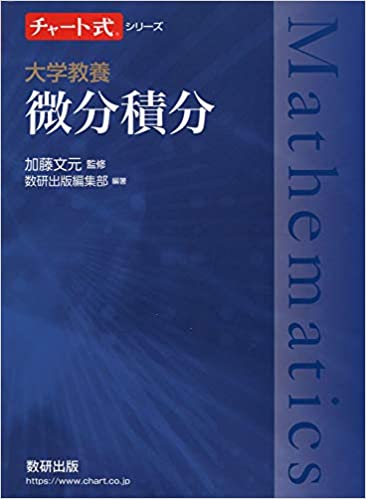 チャート式®シリーズ
大学教養
微分積分
加藤文元 監修
数研出版編集部 編著
Mathematics
数研出版
https://www.chart.co.jp